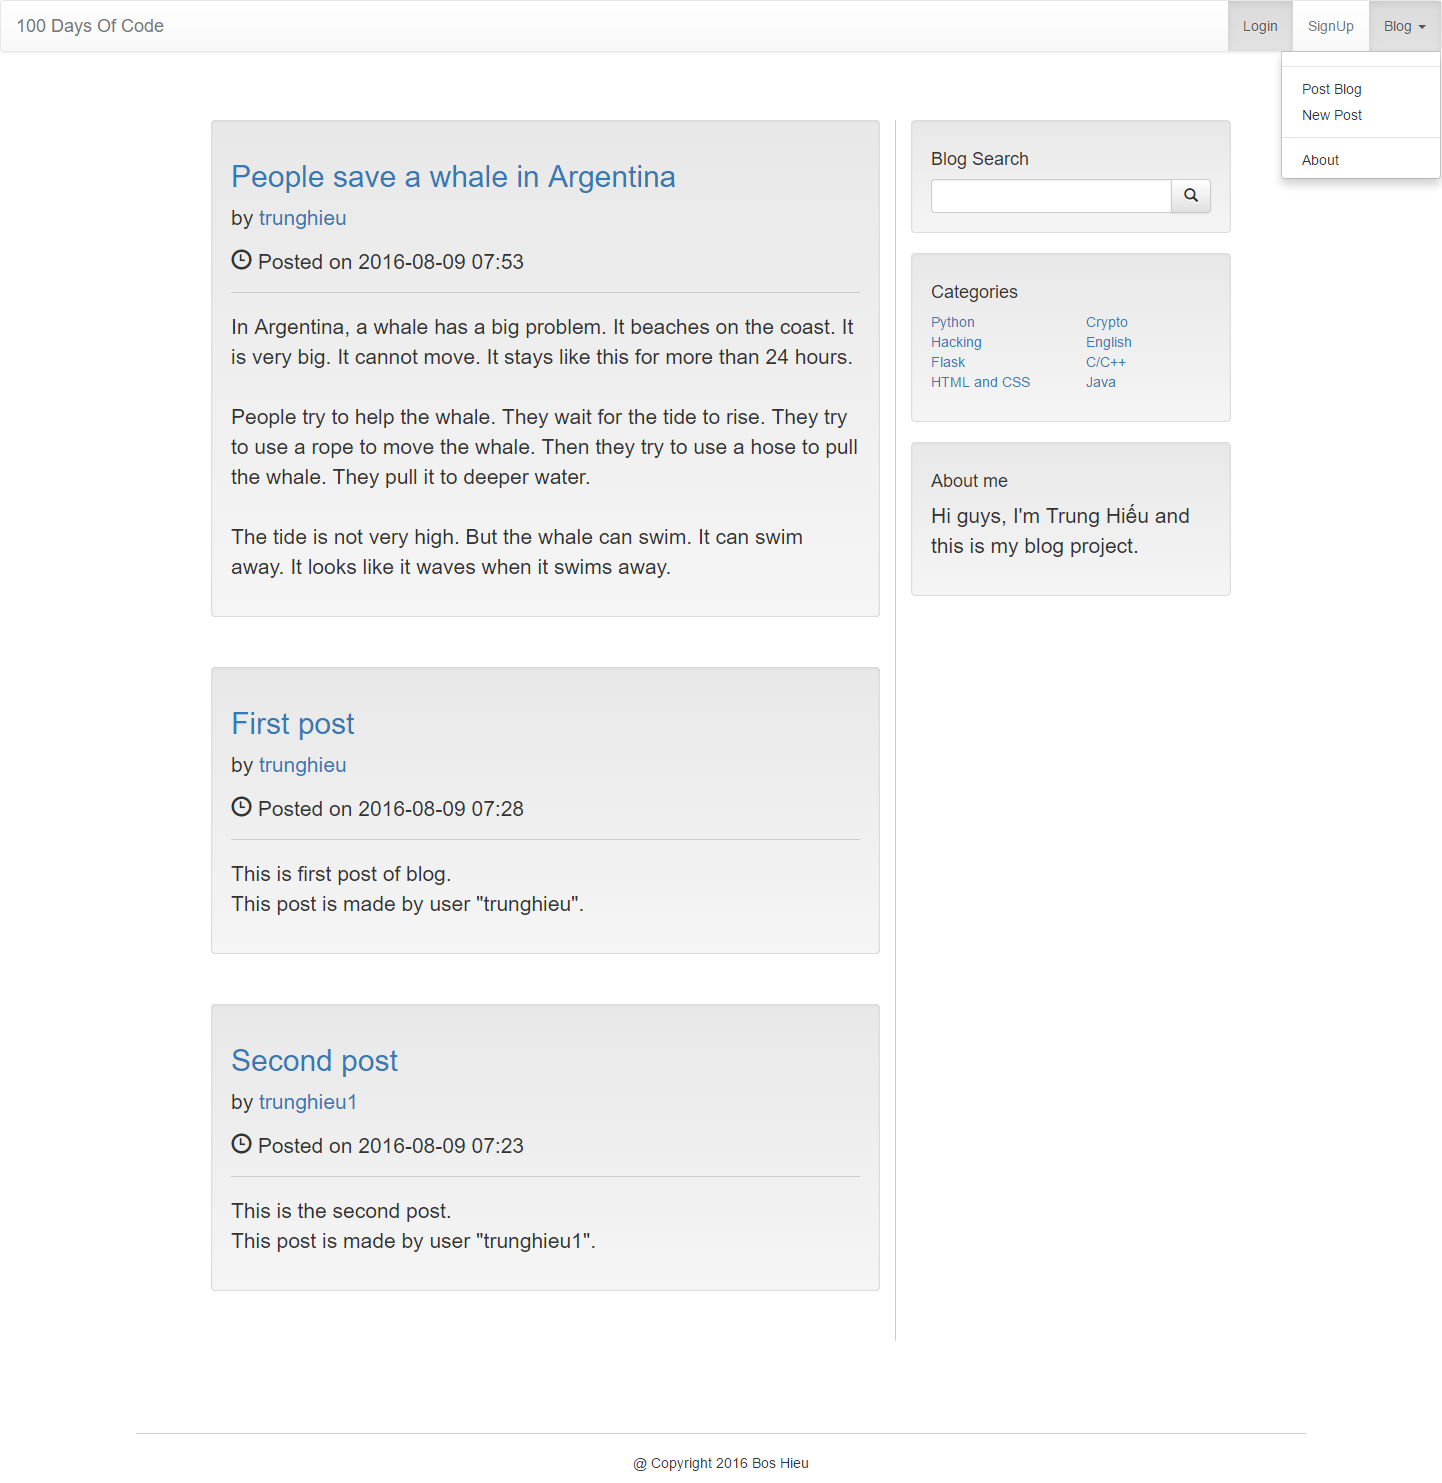 100 Days Of Code
Login
SignUp
Blog
Post Blog
New Post
About
People save a whale in Argentina
by trunghieu
Posted on 2016-08-09 07:53
In Argentina, a whale has a big problem. It beaches on the coast. It
is very big. It cannot move. It stays like this for more than 24 hours.
People try to help the whale. They wait for the tide to rise. They try
to use a rope to move the whale. Then they try to use a hose to pull
the whale. They pull it to deeper water.
The tide is not very high. But the whale can swim. It can swim
away. It looks like it waves when it swims away.
First post
by trunghieu
Posted on 2016-08-09 07:28
This is first post of blog.
This post is made by user "trunghieu".
Second post
by trunghieu1
Posted on 2016-08-09 07:23
This is the second post.
This post is made by user "trunghieu1".
Blog Search
Categories
Python
Hacking
Flask
HTML and CSS
Crypto
English
C/C++
Java
About me
Hi guys, I'm Trung Hiếu and
this is my blog project.
@ Copyright 2016 Bos Hieu